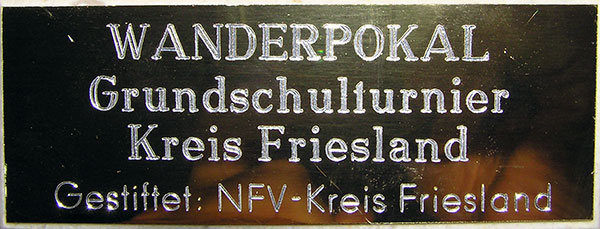 WANDERPOKAL
Grundschulturnier
Kreis Friesland
Gestiftet: NFV-Kreis Friesland